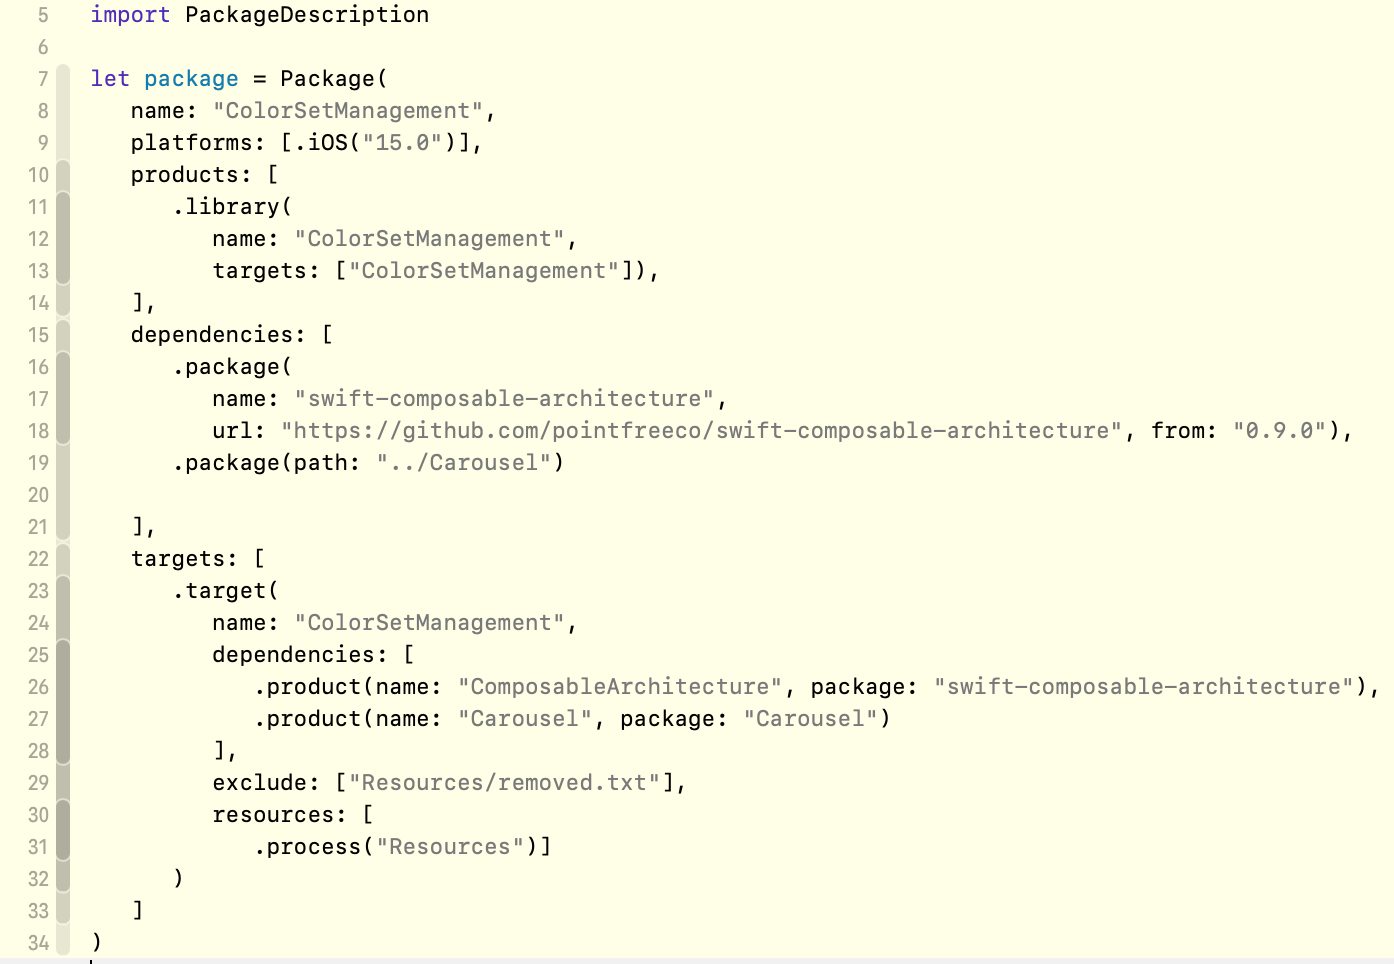 5 import PackageDescription
6
7 let package = Package(
8 name: "ColorSetManagement",
9 platforms: [.iOS("15.0")],
10 products: [
11 .library(
12 name: "ColorSetManagement",
13 targets: ["ColorSetManagement"]),
14 ],
15 dependencies: [
16 .package(
17 name: "swift-composable-architecture",
18 url: "https://github.com/pointfreeco/swift-composable-architecture", from: "0.9.0"),
19 .package(path: "../Carousel")
20
21 ],
22 targets: [
23 .target(
24 name: "ColorSetManagement",
25 dependencies: [
26 .product(name: "ComposableArchitecture", package: "swift-composable-architecture"),
27 .product(name: "Carousel", package: "Carousel")
28 ],
29 exclude: ["Resources/removed.txt"],
30 resources: [
31 .process("Resources")]
32 )
33 ]
34 )